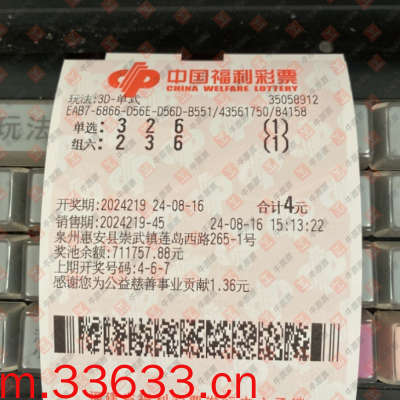 中国福利彩票
CHINA WELFARE LOTTERY
玩法:3D-单式 35058912
EAB7-6866-D56E-D56D-B551/43561750/84158
单选: 3 2 6 (1)
组六: 2 3 6 (1)
开奖期:2024219 24-08-16 合计4元
销售期:2024219-45 24-08-16 15:13:22
泉州惠安县崇武镇莲岛西路265-1号
奖池余额:711757.88元
上期开奖号码:4-6-7
感谢您为公益慈善事业贡献1.36元
m.33633.cn